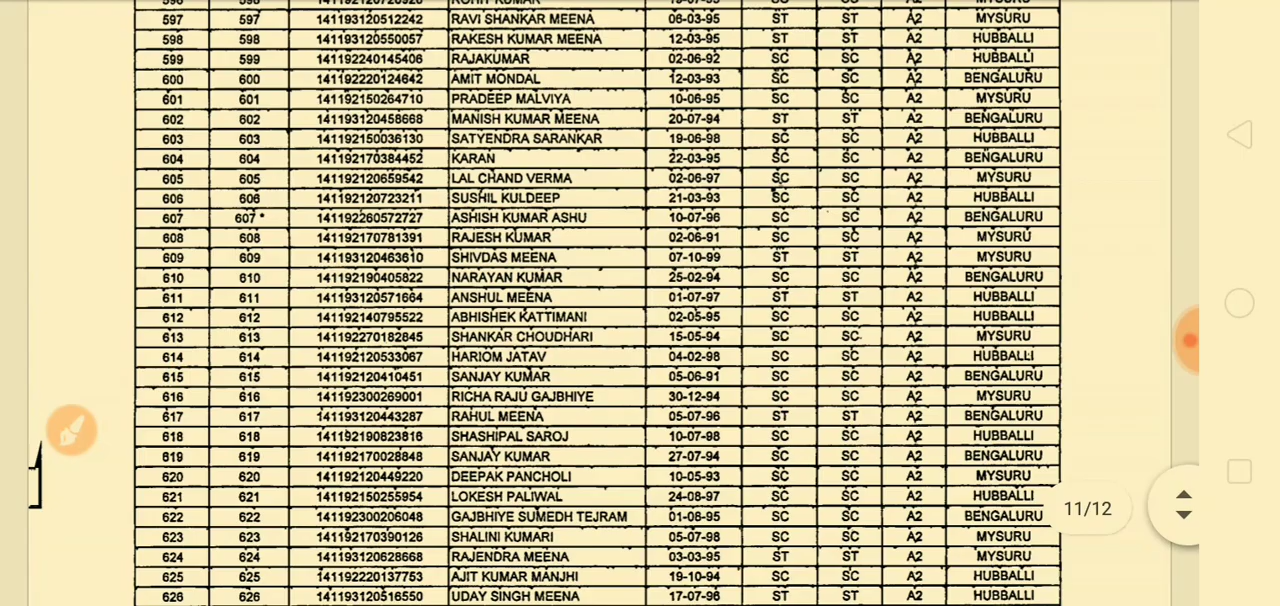 596 596 141192120720920 ROHIT KUMAR SC SC A2 MYSURU
597 597 141193120512242 RAVI SHANKAR MEENA 06-03-95 ST ST A2 MYSURU
598 598 141193120550057 RAKESH KUMAR MEENA 12-03-95 ST ST A2 HUBBALLI
599 599 141192240145406 RAJAKUMAR 02-06-92 SC SC A2 HUBBALLI
600 600 141192220124642 AMIT MONDAL 12-03-93 SC SC A2 BENGALURU
601 601 141192150264710 PRADEEP MALVIYA 10-06-95 SC SC A2 MYSURU
602 602 141193120458668 MANISH KUMAR MEENA 20-07-94 ST ST A2 BENGALURU
603 603 141192150036130 SATYENDRA SARANKAR 19-06-98 SC SC A2 HUBBALLI
604 604 141192170384452 KARAN 22-03-95 SC SC A2 BENGALURU
605 605 141192120659542 LAL CHAND VERMA 02-06-97 SC SC A2 MYSURU
606 606 141192120723211 SUSHIL KULDEEP 21-03-93 SC SC A2 HUBBALLI
607 607 141192260572727 ASHISH KUMAR ASHU 10-07-96 SC SC A2 BENGALURU
608 608 141192170781391 RAJESH KUMAR 02-06-91 SC SC A2 MYSURU
609 609 141193120463610 SHIVDAS MEENA 07-10-99 ST ST A2 MYSURU
610 610 141192190405822 NARAYAN KUMAR 25-02-94 SC SC A2 BENGALURU
611 611 141193120571664 ANSHUL MEENA 01-07-97 ST ST A2 HUBBALLI
612 612 141192140795522 ABHISHEK KATTIMANI 02-05-95 SC SC A2 HUBBALLI
613 613 141192270182845 SHANKAR CHOUDHARI 15-05-94 SC SC A2 MYSURU
614 614 141192120533067 HARIOM JATAV 04-02-98 SC SC A2 HUBBALLI
615 615 141192120410451 SANJAY KUMAR 05-06-91 SC SC A2 BENGALURU
616 616 141192300269001 RICHA RAJU GAJBHIYE 30-12-94 SC SC A2 MYSURU
617 617 141193120443287 RAHUL MEENA 05-07-96 ST ST A2 BENGALURU
618 618 141192190823816 SHASHIPAL SAROJ 10-07-98 SC SC A2 HUBBALLI
619 619 141192170028848 SANJAY KUMAR 27-07-94 SC SC A2 BENGALURU
620 620 141192120449220 DEEPAK PANCHOLI 10-05-93 SC SC A2 MYSURU
621 621 141192150255954 LOKESH PALIWAL 24-08-97 SC SC A2 HUBBALLI
622 622 141192300206048 GAJBHIYE SUMEDH TEJRAM 01-08-95 SC SC A2 BENGALURU
11/12
623 623 141192170390126 SHALINI KUMARI 05-07-98 SC SC A2 MYSURU
624 624 141193120628668 RAJENDRA MEENA 03-03-95 ST ST A2 MYSURU
625 625 141192220137753 AJIT KUMAR MANJHI 19-10-94 SC SC A2 HUBBALLI
626 626 141193120516550 UDAY SINGH MEENA 17-07-96 ST ST A2 HUBBALLI